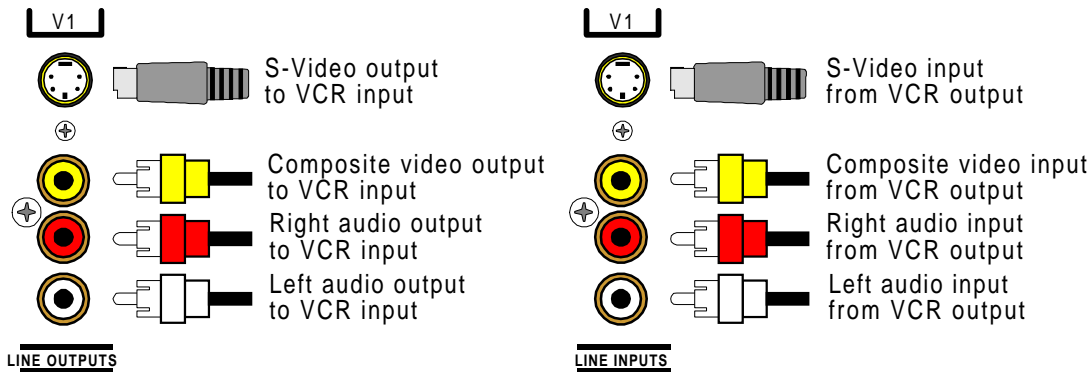 V1
S-Video output
to VCR input
Composite video output
to VCR input
Right audio output
to VCR input
Left audio output
to VCR input
LINE OUTPUTS
V1
S-Video input
from VCR output
Composite video input
from VCR output
Right audio input
from VCR output
Left audio input
from VCR output
LINE INPUTS